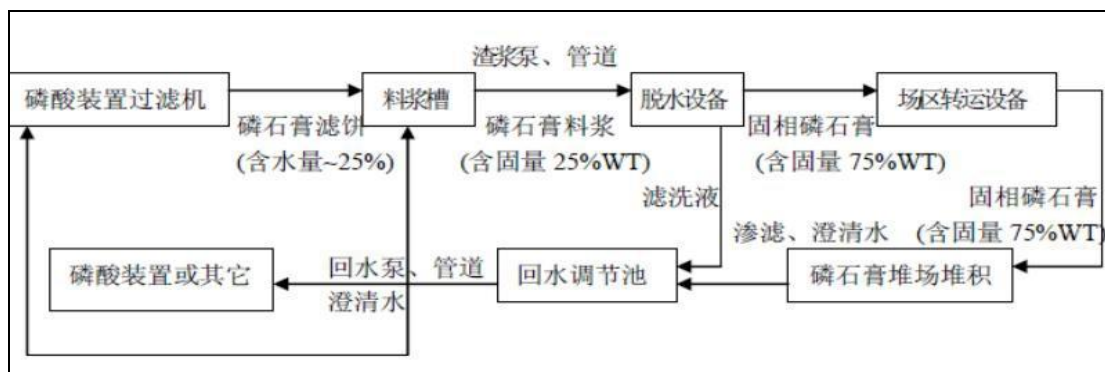 渣浆泵、管道
磷酸装置过滤机
料浆槽
脱水设备
场区转运设备
磷石膏滤饼
(含水量~25%)
磷石膏料浆
(含固量 25%WT)
固相磷石膏
(含固量 75%WT)
滤洗液
固相磷石膏
(含固量 75%WT)
渗滤、澄清水
磷酸装置或其它
回水泵、管道
澄清水
回水调节池
磷石膏堆场堆积